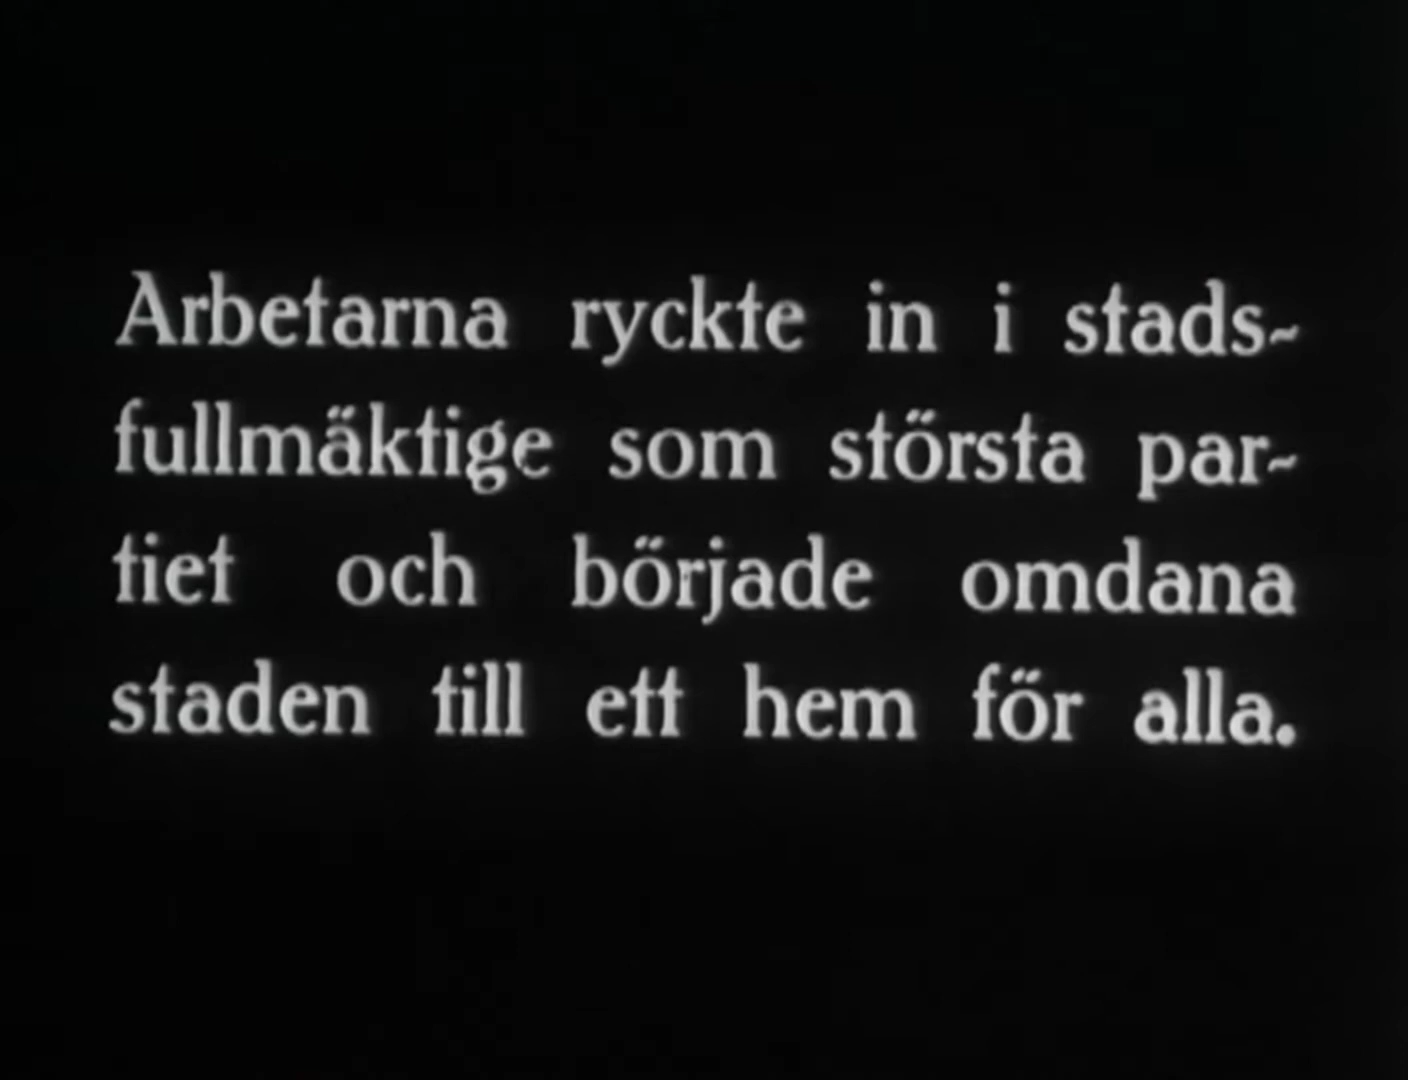 Arbetarna ryckte in i stads-
fullmäktige som största par-
tiet och började omdana
staden till ett hem för alla.